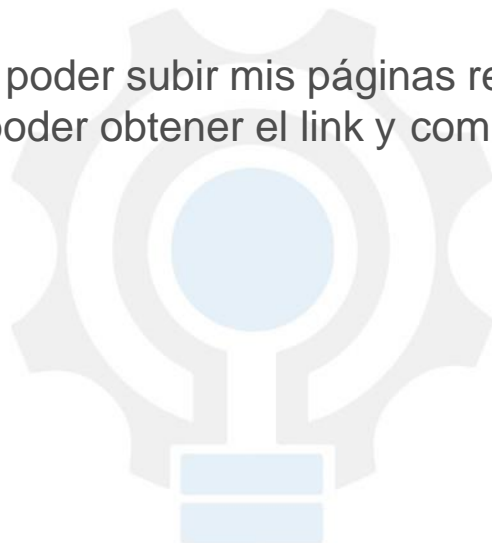 poder subir mis páginas re
poder obtener el link y com